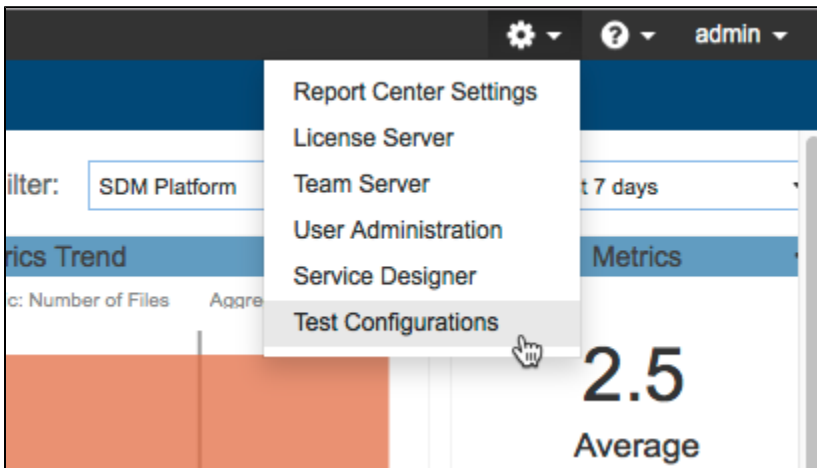 admin
Report Center Settings
License Server
Team Server
User Administration
Service Designer
Test Configurations
ilter: SDM Platform t 7 days
rics Trend Metrics
c: Number of Files Aggre
2.5
Average